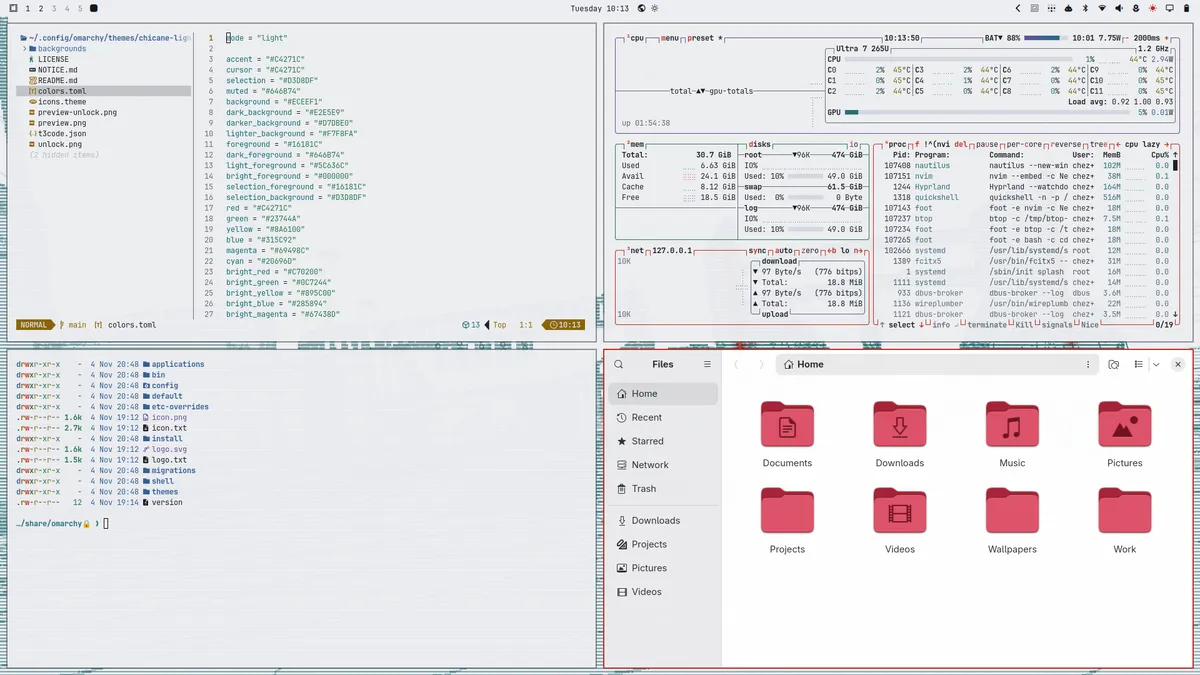 1 2 3 4 5
Tuesday 10:13
~/.config/omarchy/themes/chicane-ligh
backgrounds
LICENSE
NOTICE.md
README.md
colors.toml
icons.theme
preview-unlock.png
preview.png
t3code.json
unlock.png
(2 hidden items)
1 mode = "light"
2
3 accent = "#C4271C"
4 cursor = "#C4271C"
5 selection = "#D3D8DF"
6 muted = "#646B74"
7 background = "#ECEEF1"
8 dark_background = "#E2E5E9"
9 darker_background = "#D7DBE0"
10 lighter_background = "#F7F8FA"
11 foreground = "#16181C"
12 dark_foreground = "#646B74"
13 light_foreground = "#5C636C"
14 bright_foreground = "#000000"
15 selection_foreground = "#16181C"
16 selection_background = "#D3D8DF"
17 red = "#C4271C"
18 green = "#23744A"
19 yellow = "#8A6100"
20 blue = "#315C92"
21 magenta = "#69498C"
22 cyan = "#20696D"
23 bright_red = "#C70200"
24 bright_green = "#0C7244"
25 bright_yellow = "#895C00"
26 bright_blue = "#285894"
27 bright_magenta = "#67438D"
NORMAL main colors.toml 13 Top 1:1 10:13
¹cpu menu preset * 10:13:50 BAT▼ 88% 10:01 7.75W - 2000ms +
Ultra 7 265U 1.2 GHz
CPU 1% 44°C 2.94W
C0 2% 45°C C3 2% 44°C C6 2% 44°C C9 0% 44°C
C1 0% 45°C C4 1% 44°C C7 0% 44°C C10 0% 45°C
C2 2% 44°C C5 2% 44°C C8 0% 44°C C11 0% 45°C
total ▲▼ gpu-totals
Load avg: 0.92 1.00 0.93
GPU 5% 0.01W
up 01:54:38
²mem disks io
Total: 30.7 GiB
Used 6.63 GiB
Avail 24.1 GiB
Cache 8.12 GiB
Free 18.5 GiB
root ▼96K 474 GiB
IO%
Used: 10% 49.0 GiB
swap 61.5 GiB
Used: 0% 0 Byte
log ▼96K 474 GiB
IO%
Used: 10% 49.0 GiB
³net 127.0.0.1 sync auto zero ←b lo n→
10K
download
▼ 97 Byte/s (776 bitps)
▼ Total: 18.8 MiB
▲ 97 Byte/s (776 bitps)
▲ Total: 18.8 MiB
upload
10K
⁴proc f !^(nvi del pause per-core reverse tree ← cpu lazy →
Pid: Program: Command: User: MemB Cpu% ↑
107408 nautilus nautilus --new-win chez+ 102M 0.0
107151 nvim nvim --embed -c Ne chez+ 38M 0.1
1244 Hyprland Hyprland --watchdo chez+ 164M 0.0
1318 quickshell quickshell -n -p / chez+ 516M 0.0
107143 foot foot -e nvim -c Ne chez+ 18M 0.0
107237 btop btop -c /tmp/btop- chez+ 7.5M 0.1
107234 foot foot -e btop -c /t chez+ 18M 0.0
107265 foot foot -e bash -c cd chez+ 18M 0.0
102666 systemd /usr/lib/systemd/s chez+ 12M 0.0
1389 fcitx5 /usr/bin/fcitx5 -- chez+ 31M 0.0
1 systemd /sbin/init splash root 16M 0.0
1111 systemd /usr/lib/systemd/s chez+ 14M 0.0
933 dbus-broker dbus-broker --log dbus 3.6M 0.0
1136 wireplumber /usr/bin/wireplumb chez+ 22M 0.0
1121 dbus-broker dbus-broker --log chez+ 3.5M 0.0
↑ select ↓ info ↵ terminate Kill signals Nice 0/19
drwxr-xr-x - 4 Nov 20:48 applications
drwxr-xr-x - 4 Nov 20:48 bin
drwxr-xr-x - 4 Nov 20:48 config
drwxr-xr-x - 4 Nov 20:48 default
drwxr-xr-x - 4 Nov 20:48 etc-overrides
.rw-r--r-- 1.6k 4 Nov 19:12 icon.png
.rw-r--r-- 2.7k 4 Nov 19:12 icon.txt
drwxr-xr-x - 4 Nov 20:48 install
.rw-r--r-- 1.6k 4 Nov 19:12 logo.svg
.rw-r--r-- 1.5k 4 Nov 19:12 logo.txt
drwxr-xr-x - 4 Nov 20:48 migrations
drwxr-xr-x - 4 Nov 20:48 shell
drwxr-xr-x - 4 Nov 20:48 themes
.rw-r--r-- 12 4 Nov 19:14 version
…/share/omarchy ❯
Files
Home
Home
Recent
Starred
Network
Trash
Downloads
Projects
Pictures
Videos
Documents Downloads Music Pictures
Projects Videos Wallpapers Work